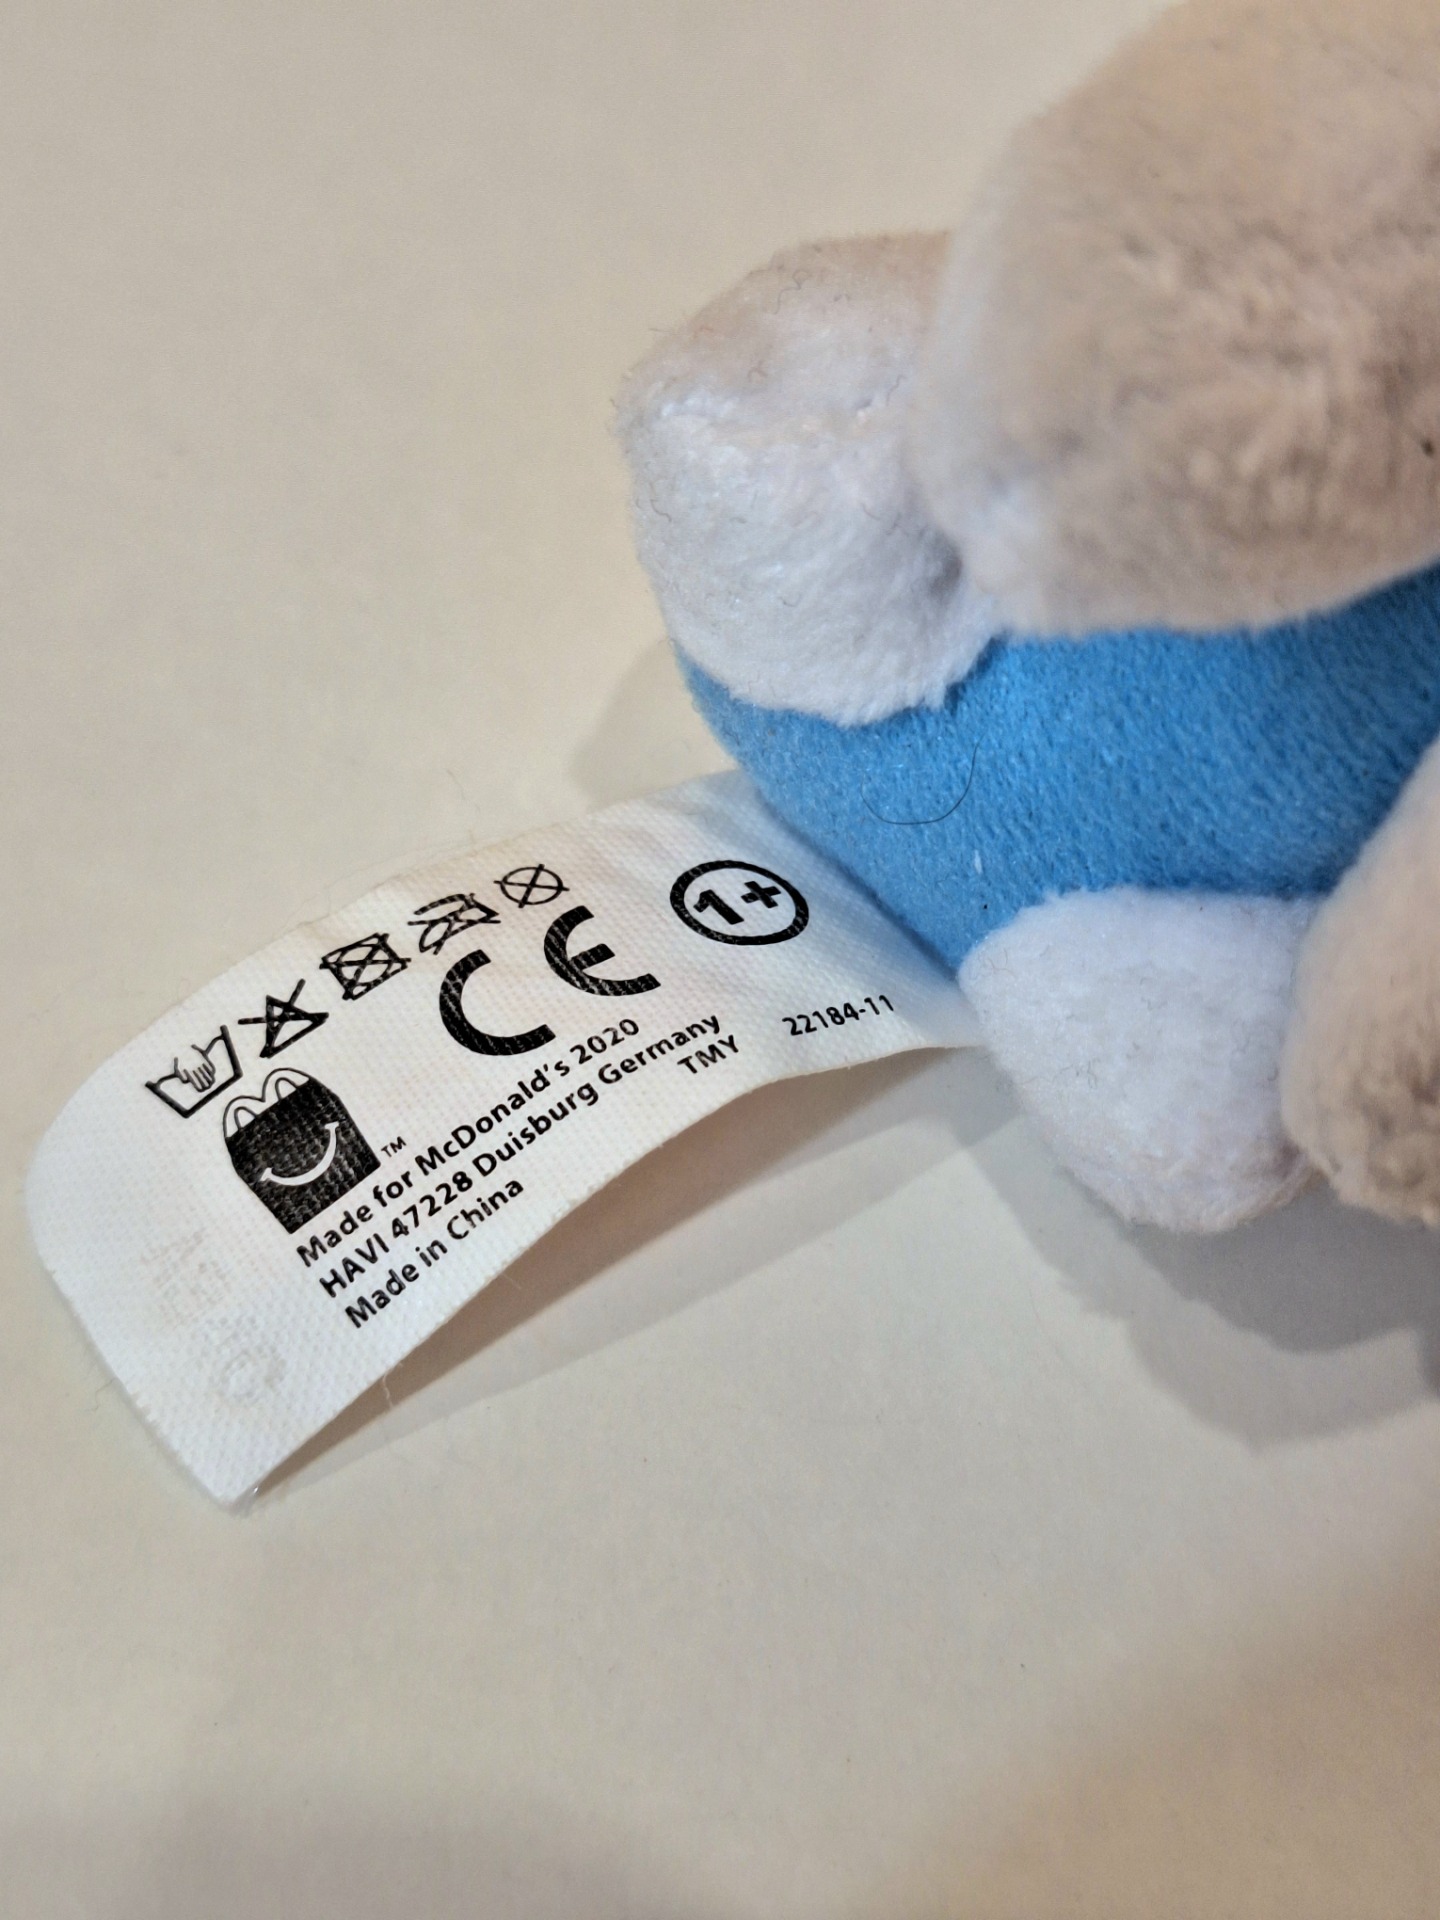 1+
CE
22184-11
TM
Made for McDonald's 2020
HAVI 47228 Duisburg Germany
TMY
Made in China